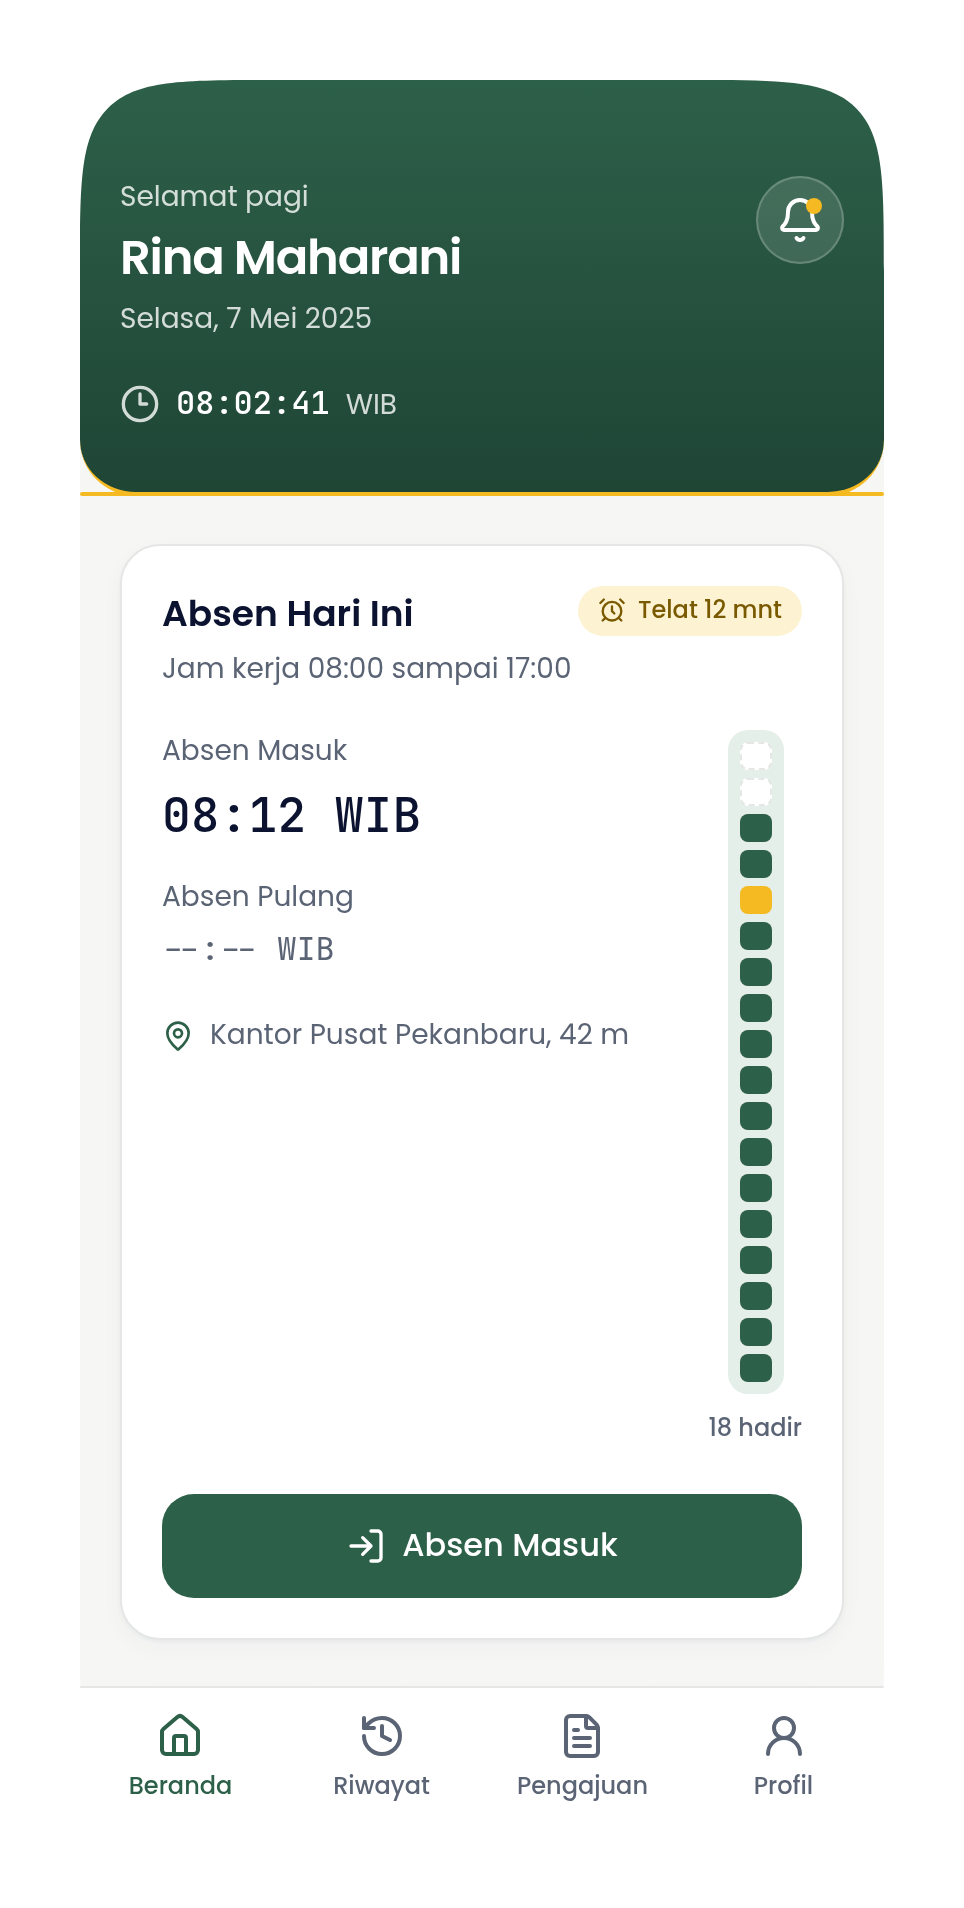 Selamat pagi
Rina Maharani
Selasa, 7 Mei 2025
08:02:41 WIB
Absen Hari Ini
Telat 12 mnt
Jam kerja 08:00 sampai 17:00
Absen Masuk
08:12 WIB
Absen Pulang
--:-- WIB
Kantor Pusat Pekanbaru, 42 m
18 hadir
Absen Masuk
Beranda
Riwayat
Pengajuan
Profil